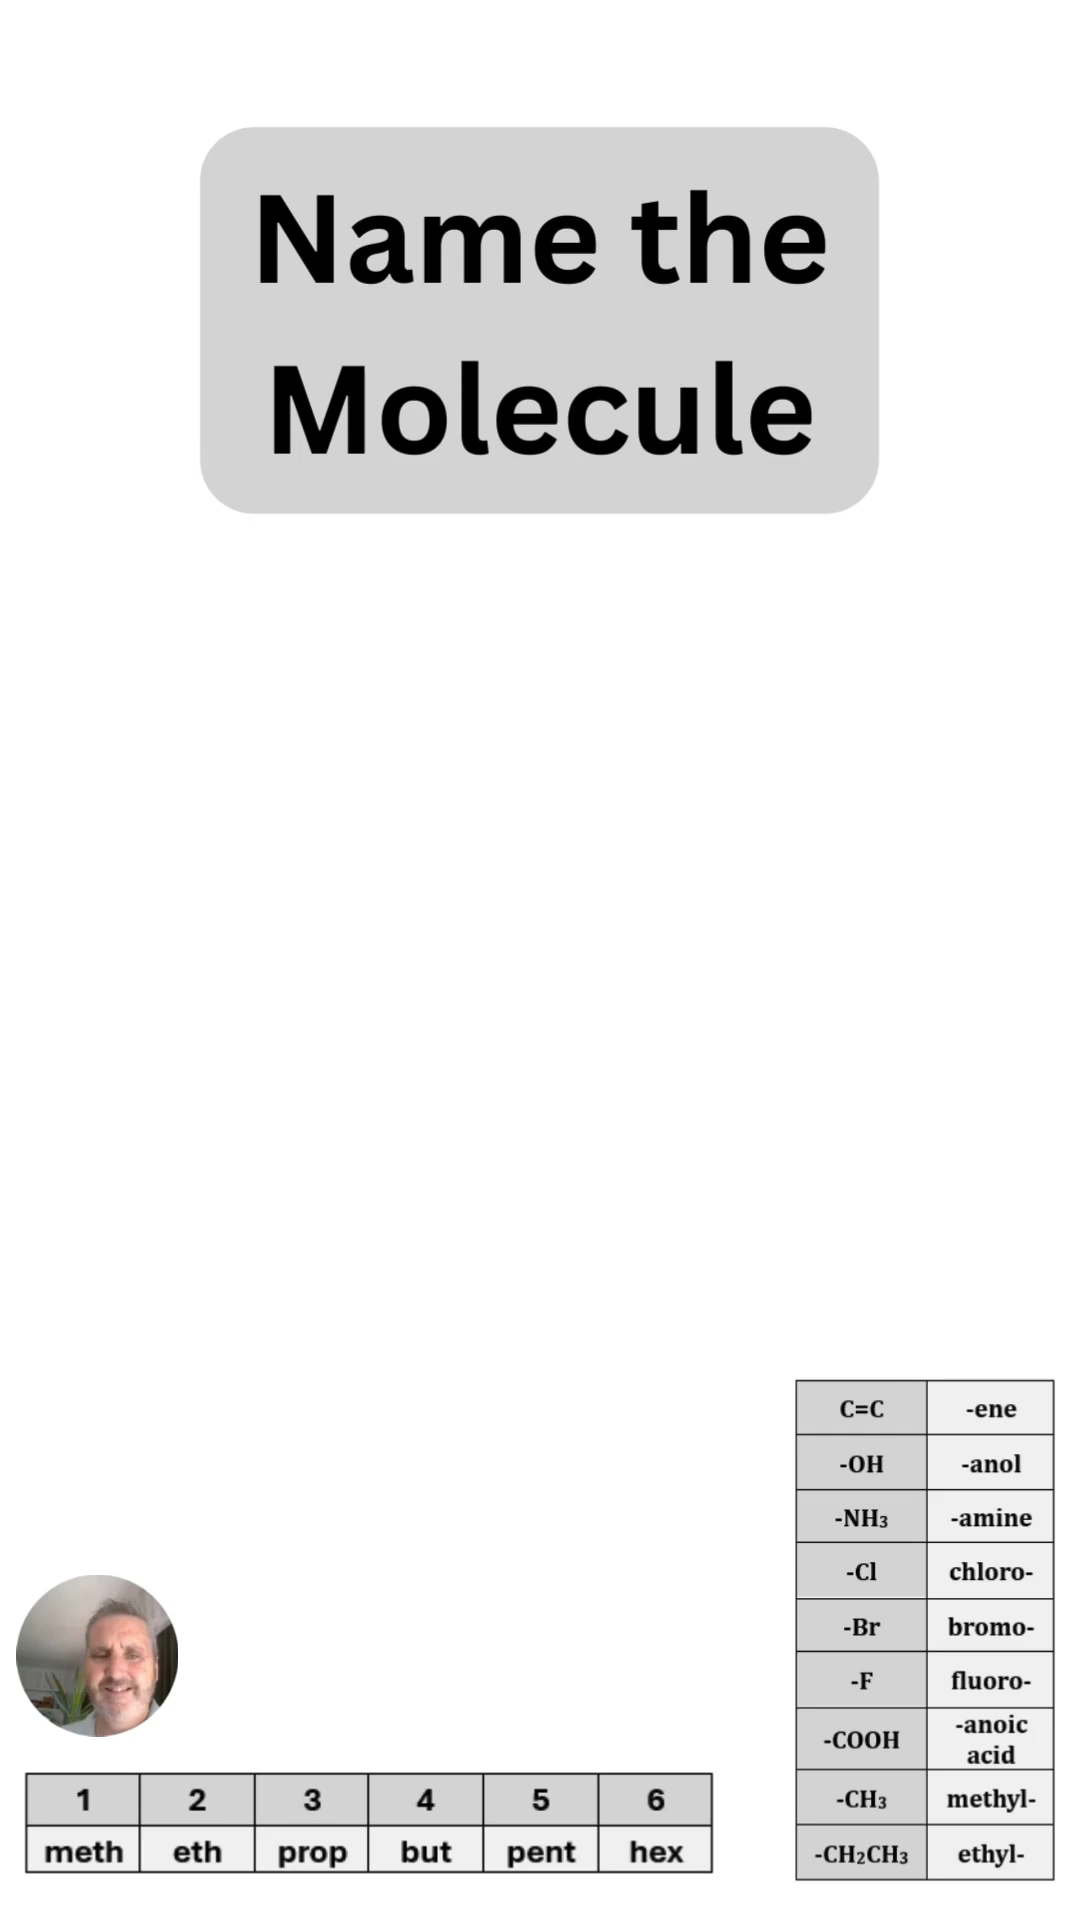 Name the
Molecule
C=C -ene
-OH -anol
-NH₃ -amine
-Cl chloro-
-Br bromo-
-F fluoro-
-COOH -anoic acid
-CH₃ methyl-
-CH₂CH₃ ethyl-
1 2 3 4 5 6
meth eth prop but pent hex